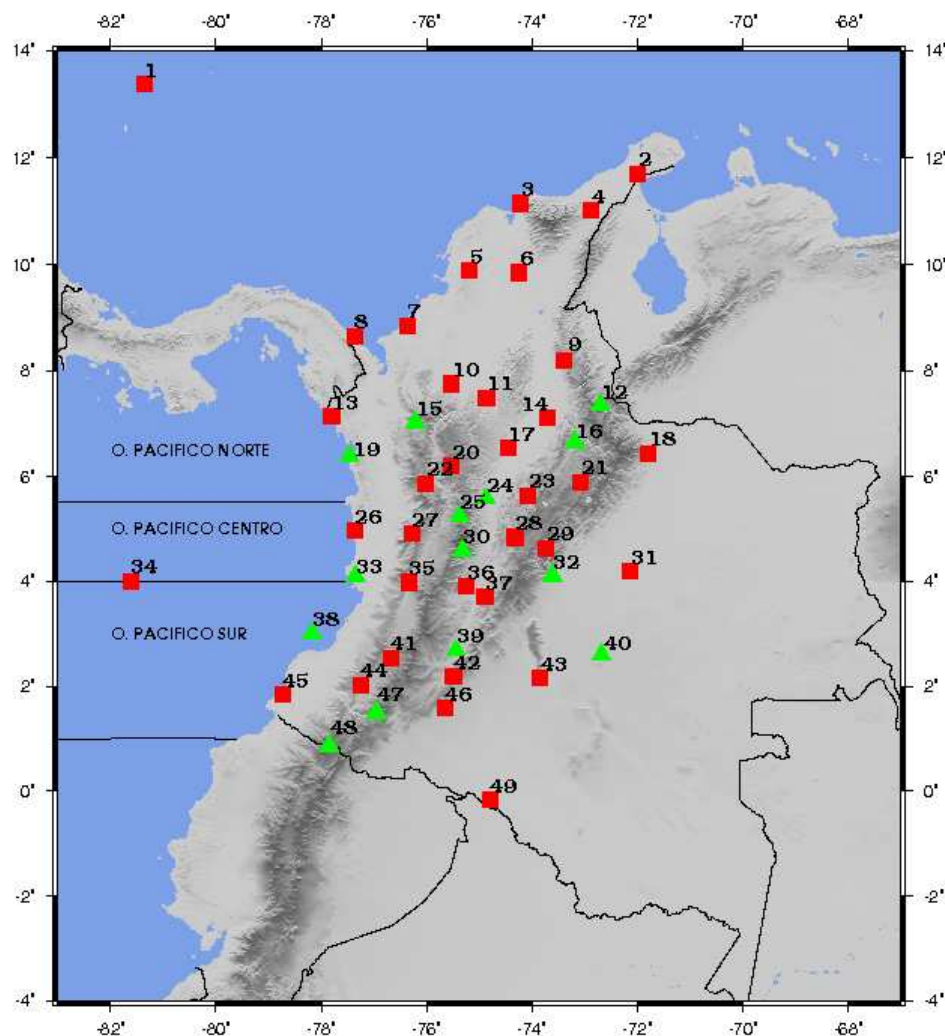 -82° -80° -78° -76° -74° -72° -70° -68°
14° 14°
1
12° 2 12°
3 4
10° 5 6 10°
7
8
9
8° 10 8°
11 12
13 14
15
16
17 18
O. PACIFICO NORTE 19
6° 20 21 6°
22 23
24
25
O. PACIFICO CENTRO 26 27 28
29
30
4° 34 33 35 36 31 4°
32
37
38
O. PACIFICO SUR 39 40
41
42 43
2° 45 44 2°
46
47
48
0° 49 0°
-2° -2°
-4° -4°
-82° -80° -78° -76° -74° -72° -70° -68°